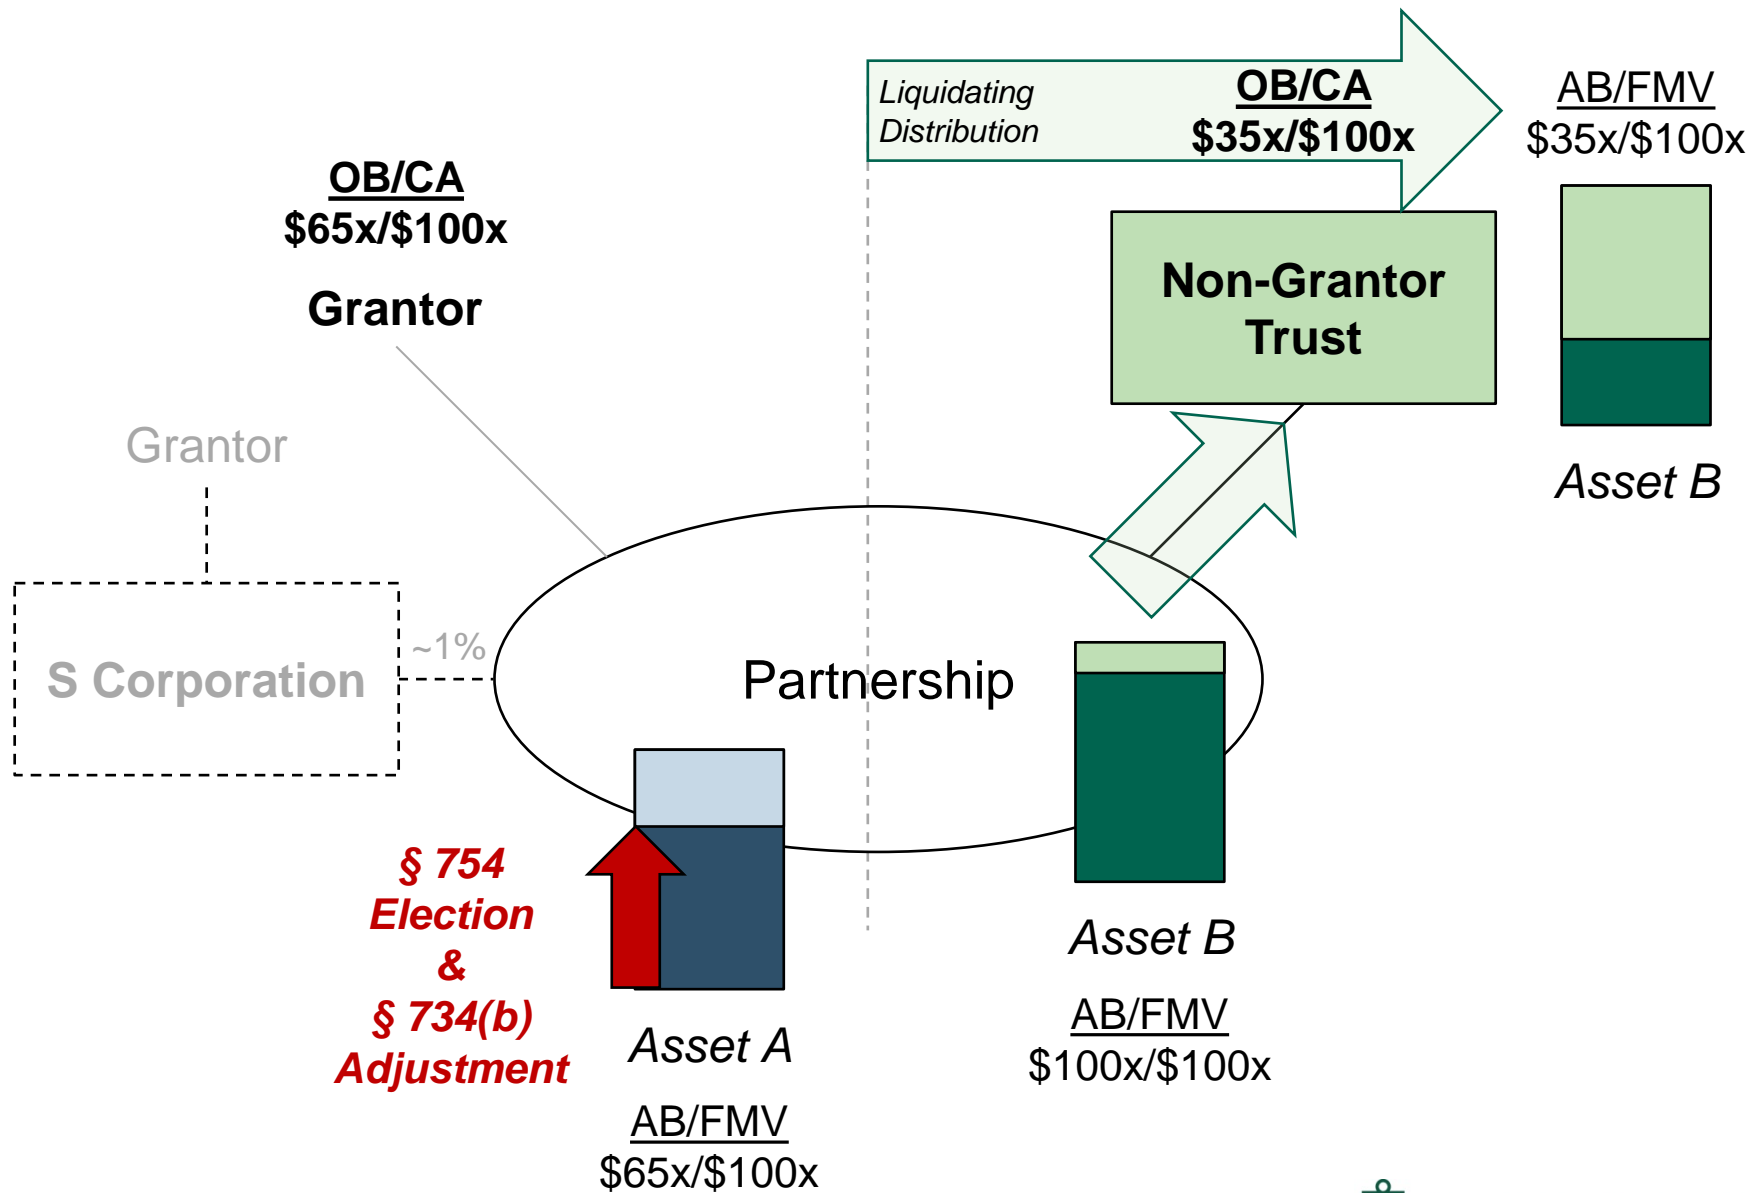 Liquidating
Distribution
OB/CA
$35x/$100x
AB/FMV
$35x/$100x
OB/CA
$65x/$100x
Grantor
Non-Grantor
Trust
Grantor
Asset B
S Corporation
~1%
Partnership
§ 754
Election
&
§ 734(b)
Adjustment
Asset A
AB/FMV
$65x/$100x
Asset B
AB/FMV
$100x/$100x